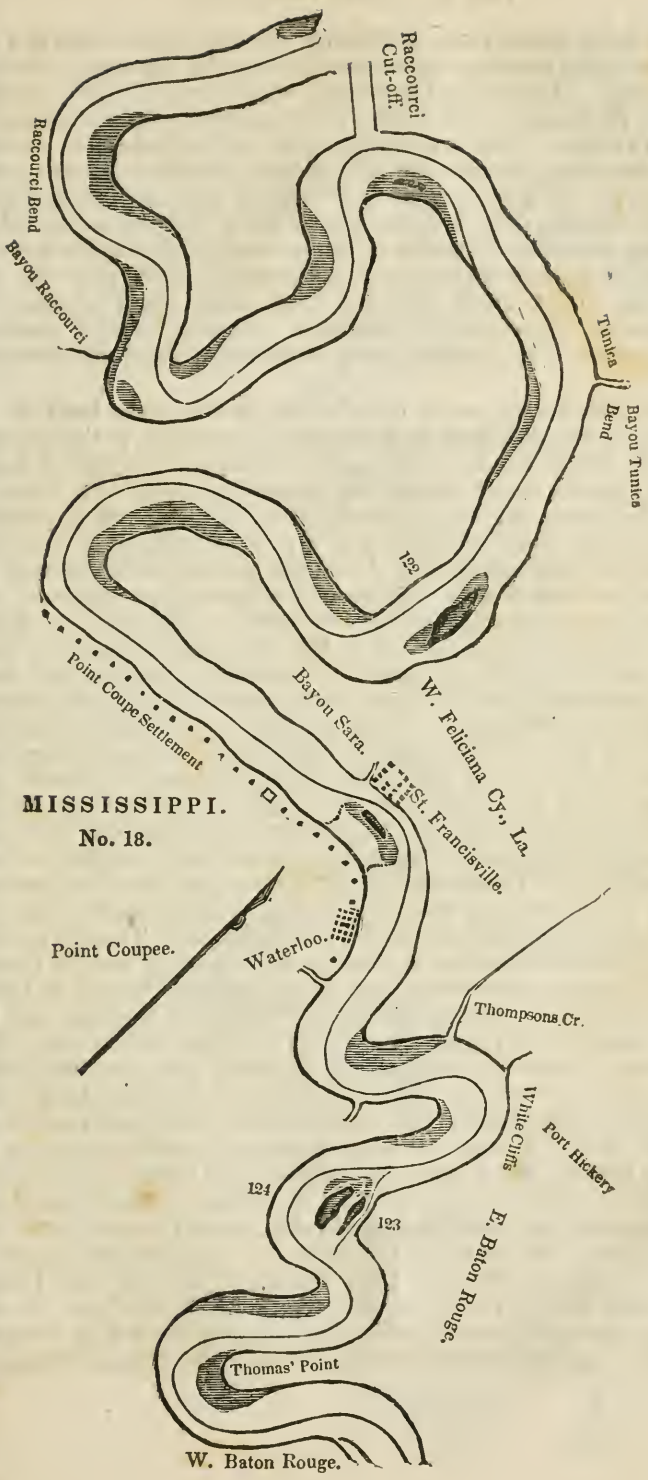 Raccourci
Cut-off.
Raccourci Bend
Bayou Raccourci
Tunica
Bend
Bayou Tunica
122
Point Coupe Settlement
Bayou Sara.
W. Feliciana Cy., La.
St. Francisville.
MISSISSIPPI.
No. 18.
Point Coupee.
Waterloo.
Thompsons Cr.
White Cliffs
Port Hickery
124
123
E. Baton Rouge.
Thomas' Point
W. Baton Rouge.